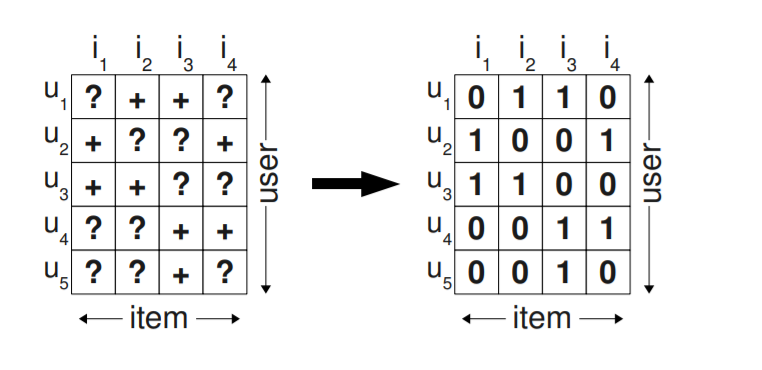 i1 i2 i3 i4 i1 i2 i3 i4
u1 ? + + ? u1 0 1 1 0
u2 + ? ? + u2 1 0 0 1
u3 + + ? ? u3 1 1 0 0
u4 ? ? + + u4 0 0 1 1
u5 ? ? + ? u5 0 0 1 0
user user
item item